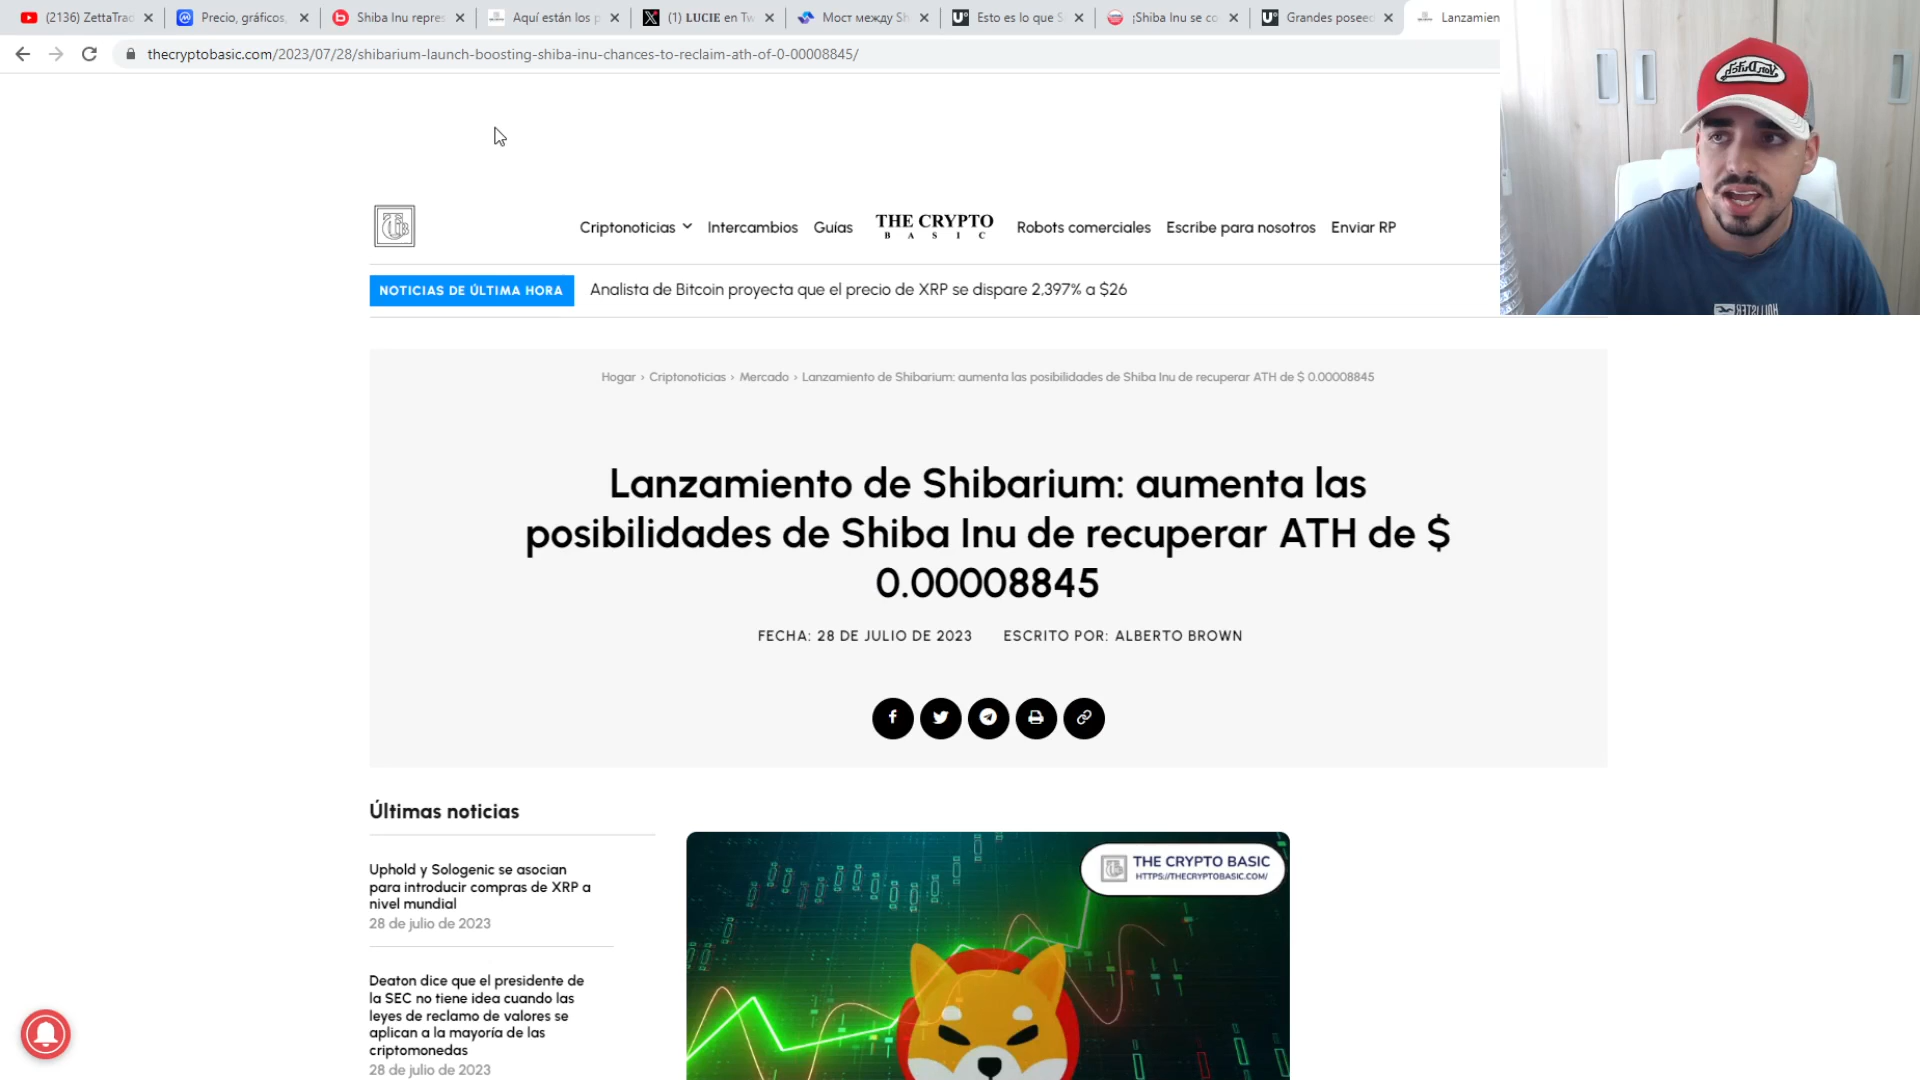 (2136) ZettaTrad
Precio, gráficos,
Shiba Inu repres
Aquí están los p
(1) LUCIE en Tw
Мост между Sh
Esto es lo que S
¡Shiba Inu se co
Grandes poseed
Lanzamien
thecryptobasic.com/2023/07/28/shibarium-launch-boosting-shiba-inu-chances-to-reclaim-ath-of-0-00008845/
Criptonoticias
Intercambios
Guías
THE CRYPTO
BASIC
Robots comerciales
Escribe para nosotros
Enviar RP
NOTICIAS DE ÚLTIMA HORA
Analista de Bitcoin proyecta que el precio de XRP se dispare 2,397% a $26
Hogar › Criptonoticias › Mercado › Lanzamiento de Shibarium: aumenta las posibilidades de Shiba Inu de recuperar ATH de $ 0.00008845
Lanzamiento de Shibarium: aumenta las
posibilidades de Shiba Inu de recuperar ATH de $
0.00008845
FECHA: 28 DE JULIO DE 2023
ESCRITO POR: ALBERTO BROWN
Últimas noticias
Uphold y Sologenic se asocian
para introducir compras de XRP a
nivel mundial
28 de julio de 2023
Deaton dice que el presidente de
la SEC no tiene idea cuando las
leyes de reclamo de valores se
aplican a la mayoría de las
criptomonedas
28 de julio de 2023
THE CRYPTO BASIC
HTTPS://THECRYPTOBASIC.COM/
Von Dutch
HOLLISTER